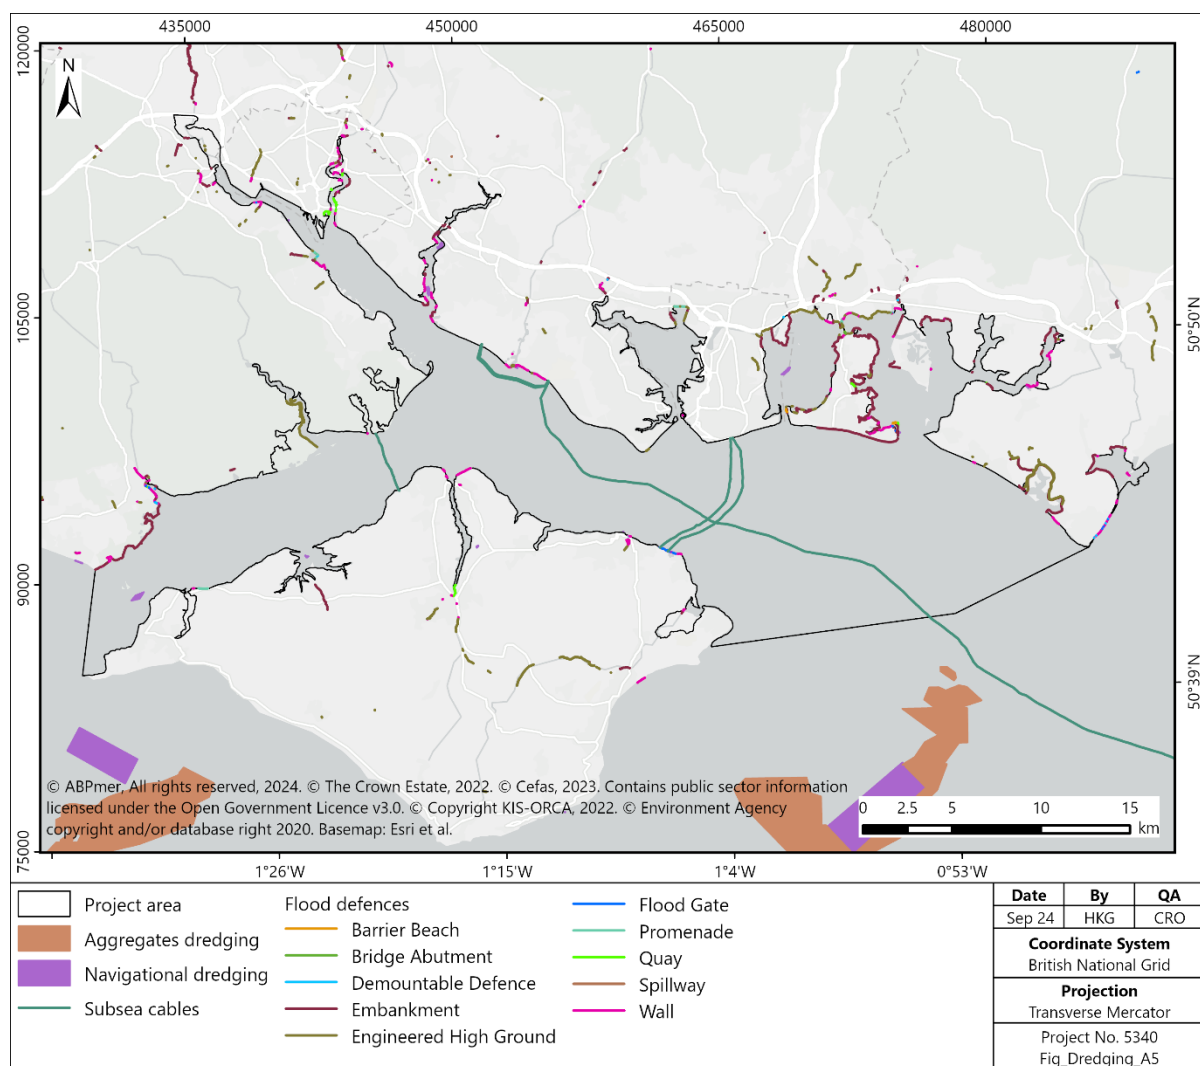 435000 450000 465000 480000
120000
N
105000
50°50'N
90000
50°39'N
© ABPmer, All rights reserved, 2024. © The Crown Estate, 2022. © Cefas, 2023. Contains public sector information
licensed under the Open Government Licence v3.0. © Copyright KIS-ORCA, 2022. © Environment Agency
copyright and/or database right 2020. Basemap: Esri et al.
0 2.5 5 10 15
km
75000
1°26'W 1°15'W 1°4'W 0°53'W
Project area
Aggregates dredging
Navigational dredging
Subsea cables
Flood defences
Barrier Beach
Bridge Abutment
Demountable Defence
Embankment
Engineered High Ground
Flood Gate
Promenade
Quay
Spillway
Wall
Date By QA
Sep 24 HKG CRO
Coordinate System
British National Grid
Projection
Transverse Mercator
Project No. 5340
Fig_Dredging_A5